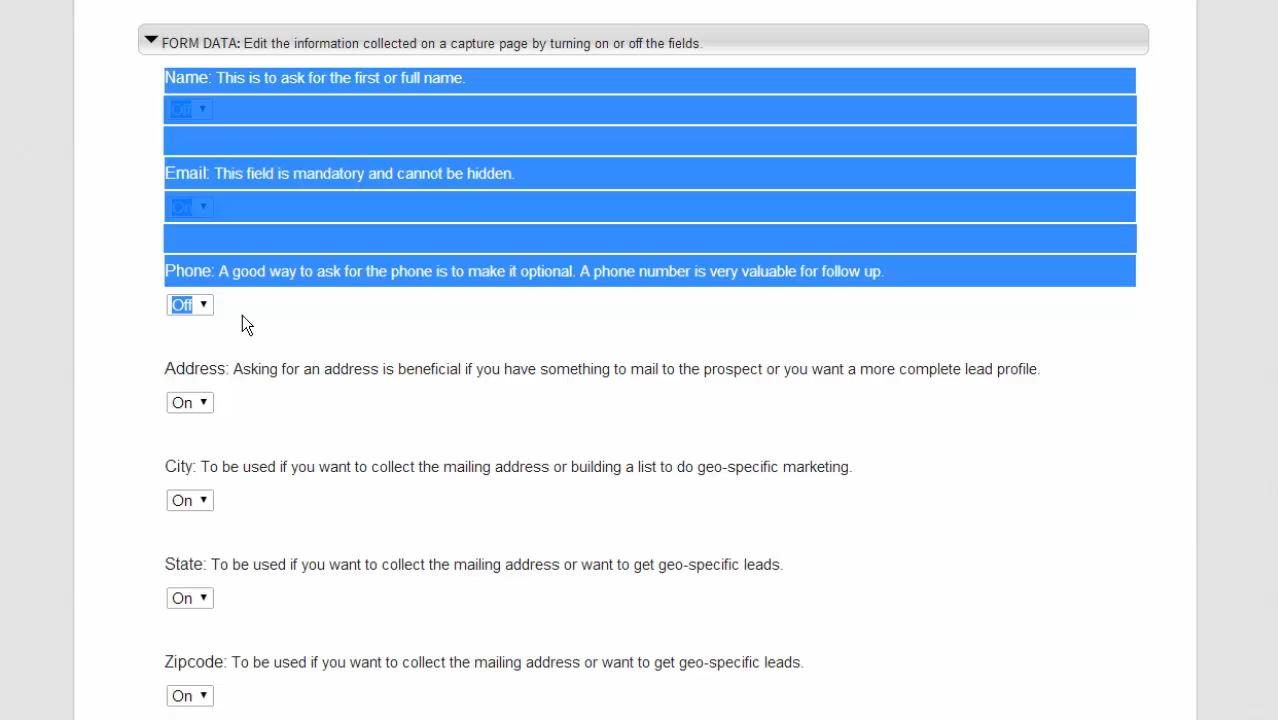 FORM DATA: Edit the information collected on a capture page by turning on or off the fields.
Name: This is to ask for the first or full name.
Off
Email: This field is mandatory and cannot be hidden.
On
Phone: A good way to ask for the phone is to make it optional. A phone number is very valuable for follow up.
Off
Address: Asking for an address is beneficial if you have something to mail to the prospect or you want a more complete lead profile.
On
City: To be used if you want to collect the mailing address or building a list to do geo-specific marketing.
On
State: To be used if you want to collect the mailing address or want to get geo-specific leads.
On
Zipcode: To be used if you want to collect the mailing address or want to get geo-specific leads.
On